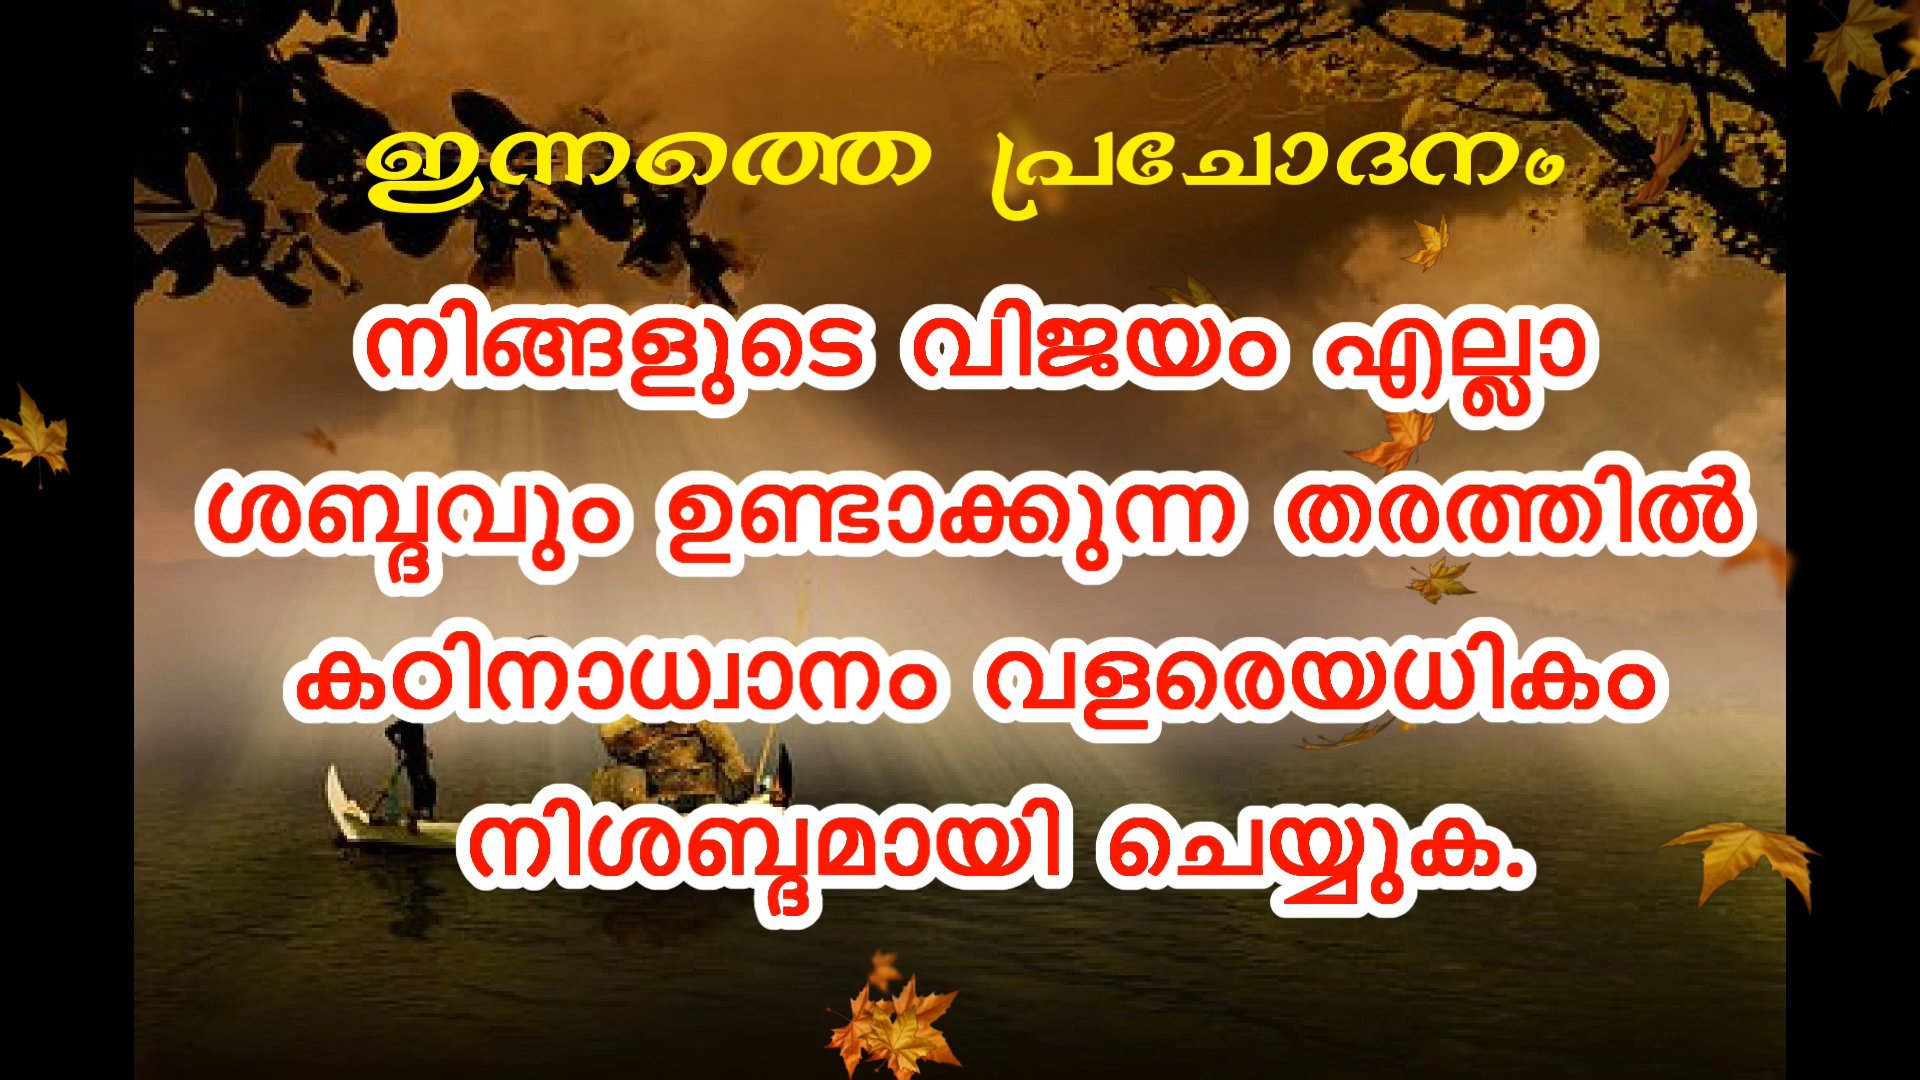 ഇന്നത്തെ പ്രചോദനം
നിങ്ങളുടെ വിജയം എല്ലാ
ശബ്ദവും ഉണ്ടാക്കുന്ന തരത്തിൽ
കഠിനാധ്വാനം വളരെയധികം
നിശബ്ദമായി ചെയ്യുക.